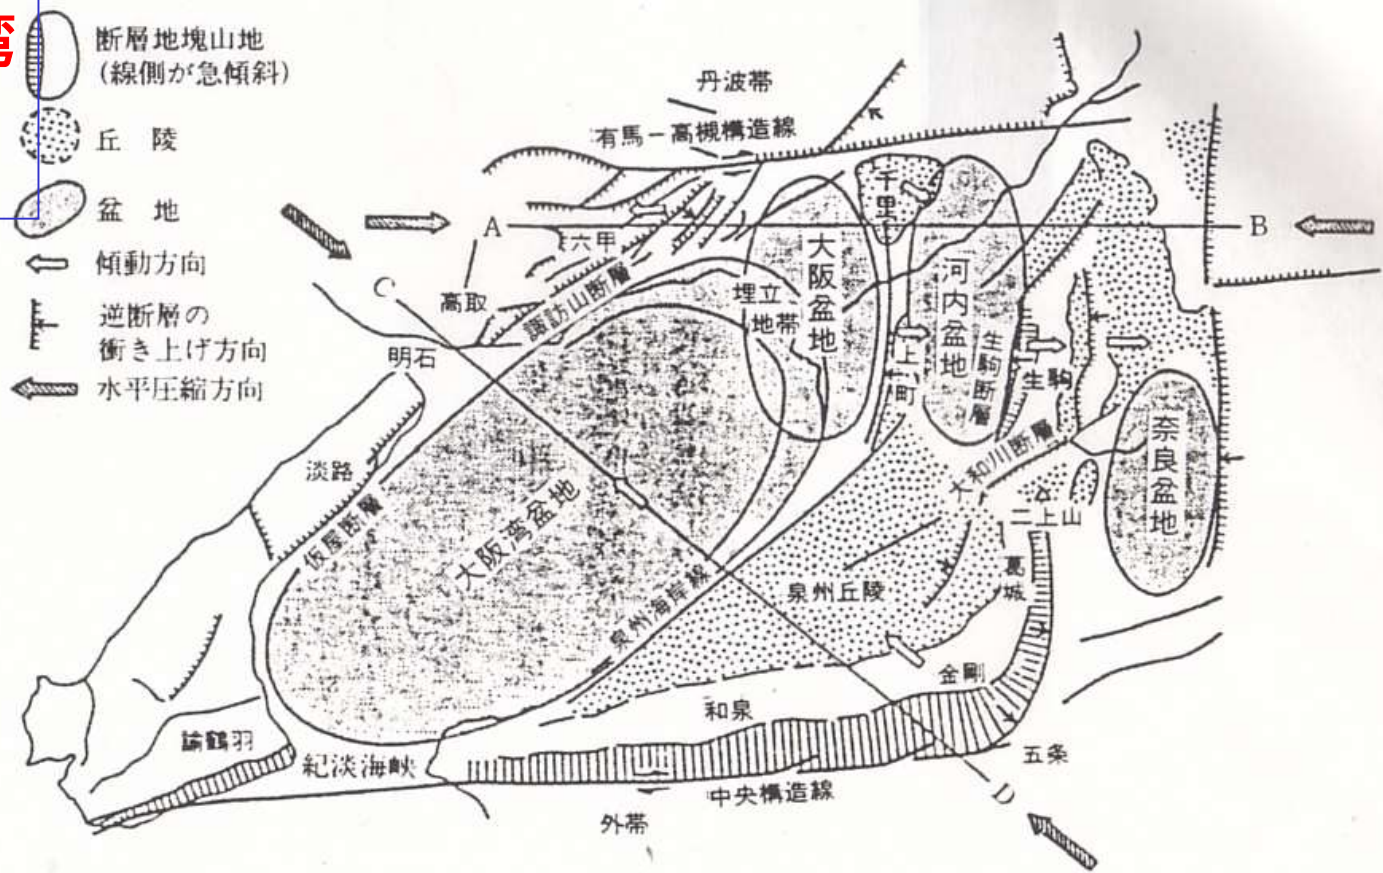 湾
断層地塊山地
(線側が急傾斜)
丘 陵
盆 地
傾動方向
逆断層の
衝き上げ方向
水平圧縮方向
丹波帯
有馬－高槻構造線
千里
A
B
六甲
大阪盆地
河内盆地
高取
諏訪山断層
埋立
地帯
C
明石
上町
生駒断層
生駒
奈良盆地
大和川断層
淡路
仮屋断層
大阪湾盆地
二上山
泉州海岸線
泉州丘陵
葛城
金剛
和泉
諭鶴羽
紀淡海峡
五条
中央構造線
D
外帯